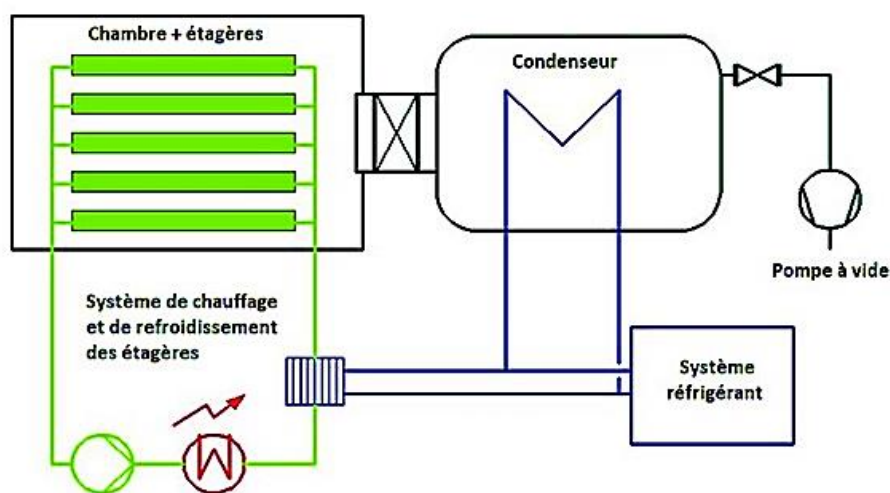 Chambre + étagères
Condenseur
Pompe à vide
Système de chauffage
et de refroidissement
des étagères
Système
réfrigérant